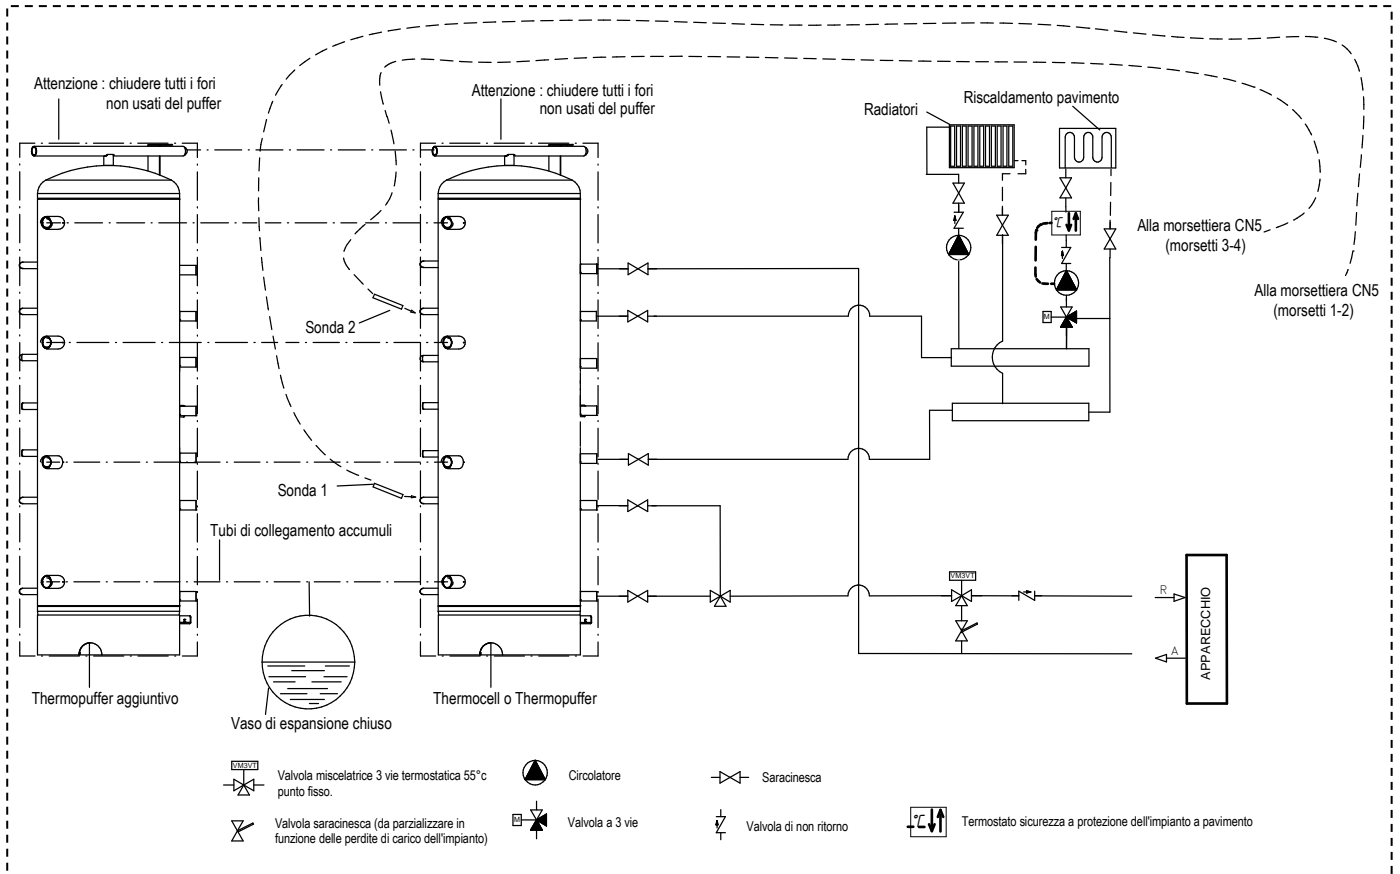 Attenzione : chiudere tutti i fori
non usati del puffer
Attenzione : chiudere tutti i fori
non usati del puffer
Radiatori
Riscaldamento pavimento
°C
Alla morsettiera CN5
(morsetti 3-4)
Alla morsettiera CN5
(morsetti 1-2)
M
Sonda 2
Sonda 1
Tubi di collegamento accumuli
VM3VT
R
A
APPARECCHIO
Thermopuffer aggiuntivo
Vaso di espansione chiuso
Thermocell o Thermopuffer
VM3VT
Valvola miscelatrice 3 vie termostatica 55°c
punto fisso.
Circolatore
Saracinesca
Valvola saracinesca (da parzializzare in
funzione delle perdite di carico dell'impianto)
M
Valvola a 3 vie
Valvola di non ritorno
°C
Termostato sicurezza a protezione dell'impianto a pavimento